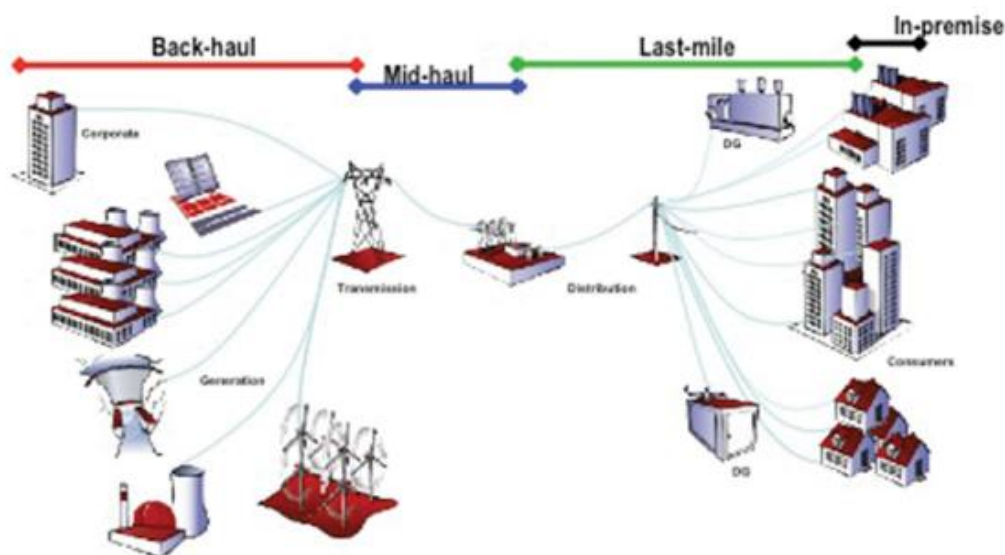 Back-haul
Mid-haul
Last-mile
In-premise
Corporate
DG
Transmission
Distribution
Generation
Consumers
DG